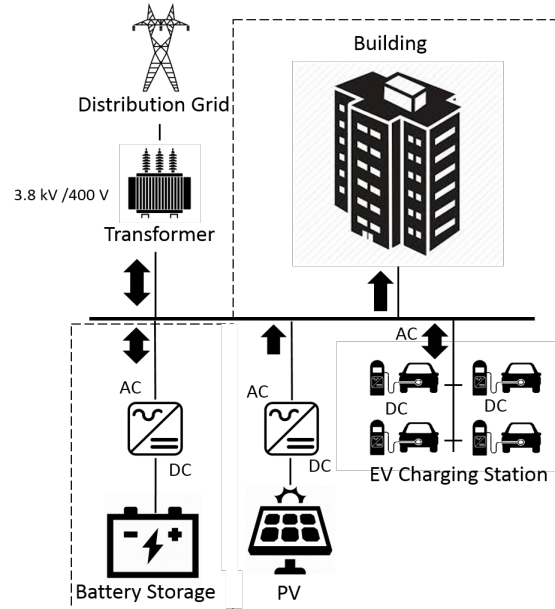 Building
Distribution Grid
3.8 kV /400 V
Transformer
AC
AC
AC
DC
DC
DC
DC
EV Charging Station
Battery Storage
PV